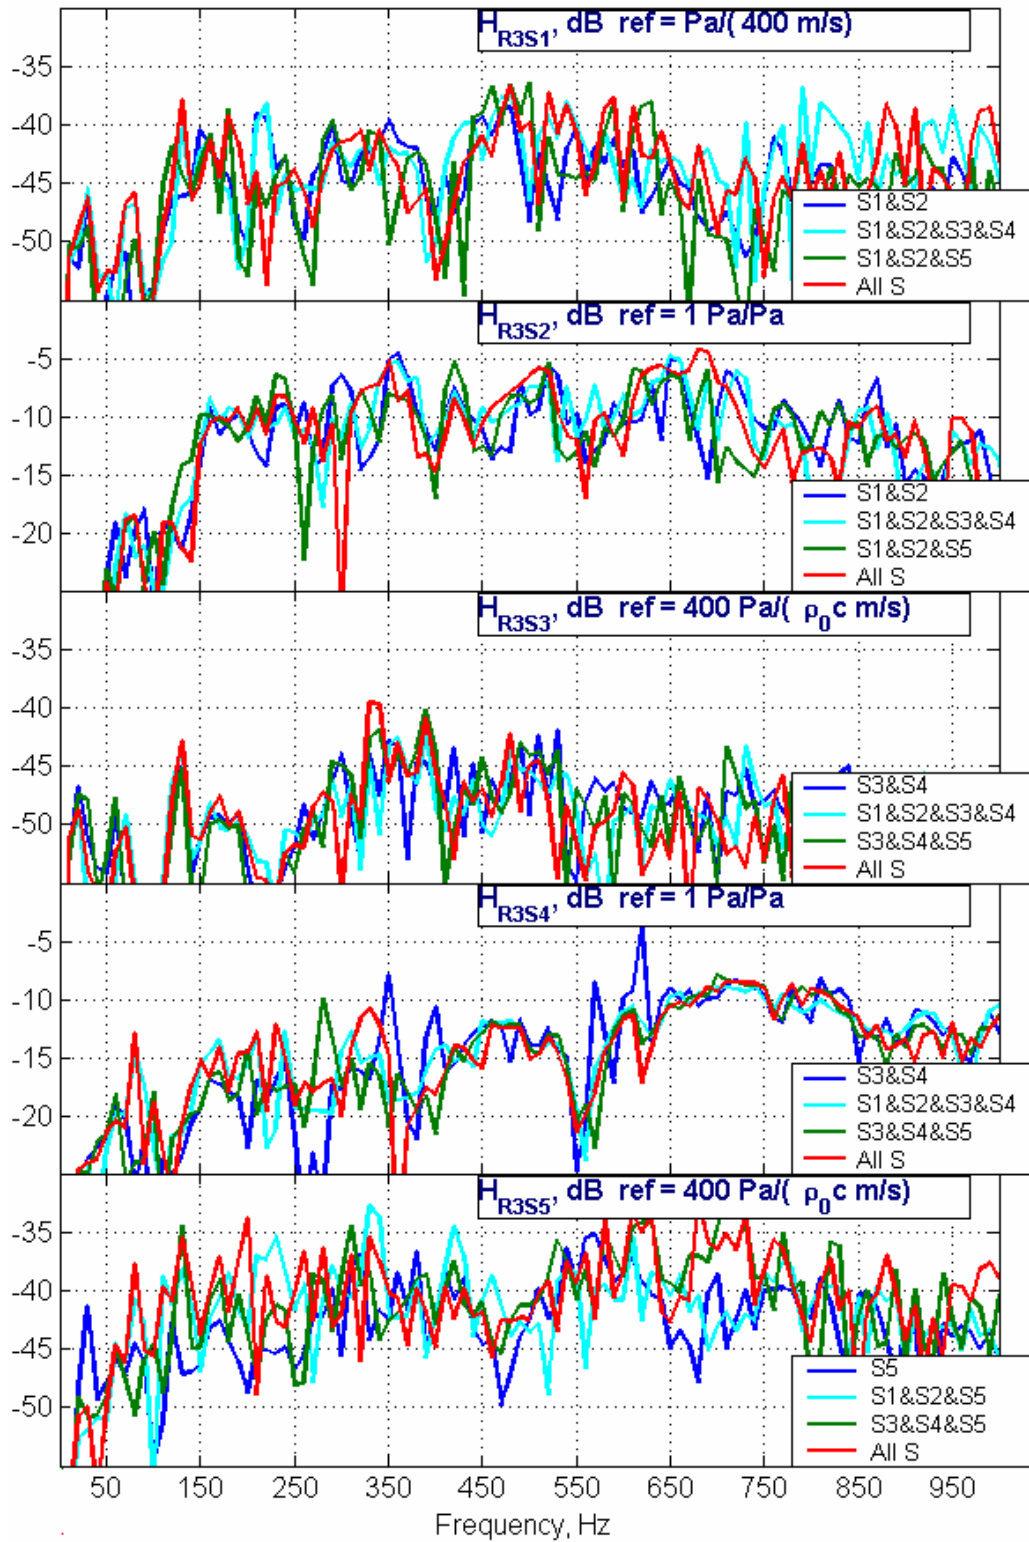 H_R3S1, dB ref = Pa/( 400 m/s)
-35
-40
-45
-50
S1&S2
S1&S2&S3&S4
S1&S2&S5
All S
H_R3S2, dB ref = 1 Pa/Pa
-5
-10
-15
-20
S1&S2
S1&S2&S3&S4
S1&S2&S5
All S
H_R3S3, dB ref = 400 Pa/( ρ₀c m/s)
-35
-40
-45
-50
S3&S4
S1&S2&S3&S4
S3&S4&S5
All S
H_R3S4, dB ref = 1 Pa/Pa
-5
-10
-15
-20
S3&S4
S1&S2&S3&S4
S3&S4&S5
All S
H_R3S5, dB ref = 400 Pa/( ρ₀c m/s)
-35
-40
-45
-50
S5
S1&S2&S5
S3&S4&S5
All S
50 150 250 350 450 550 650 750 850 950
Frequency, Hz